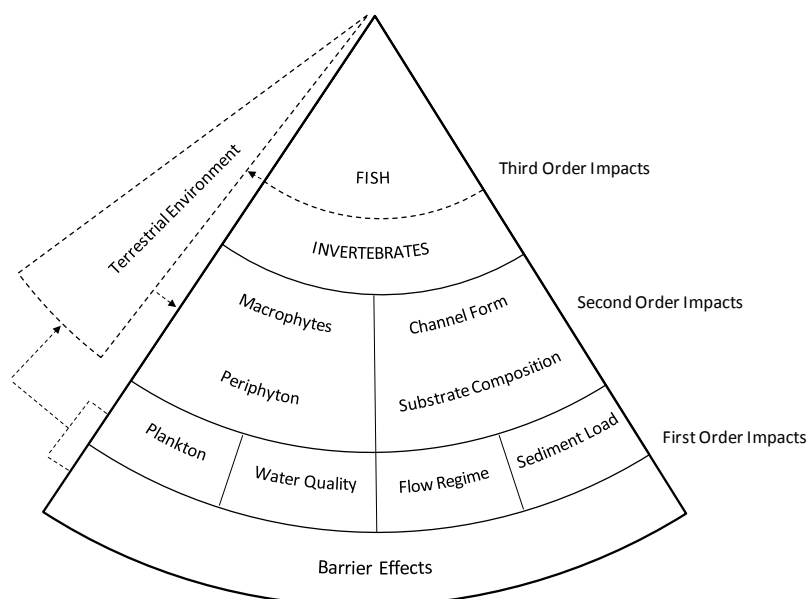 Terrestrial Environment
FISH
Third Order Impacts
INVERTEBRATES
Macrophytes
Channel Form
Second Order Impacts
Periphyton
Substrate Composition
Plankton
Water Quality
Flow Regime
Sediment Load
First Order Impacts
Barrier Effects